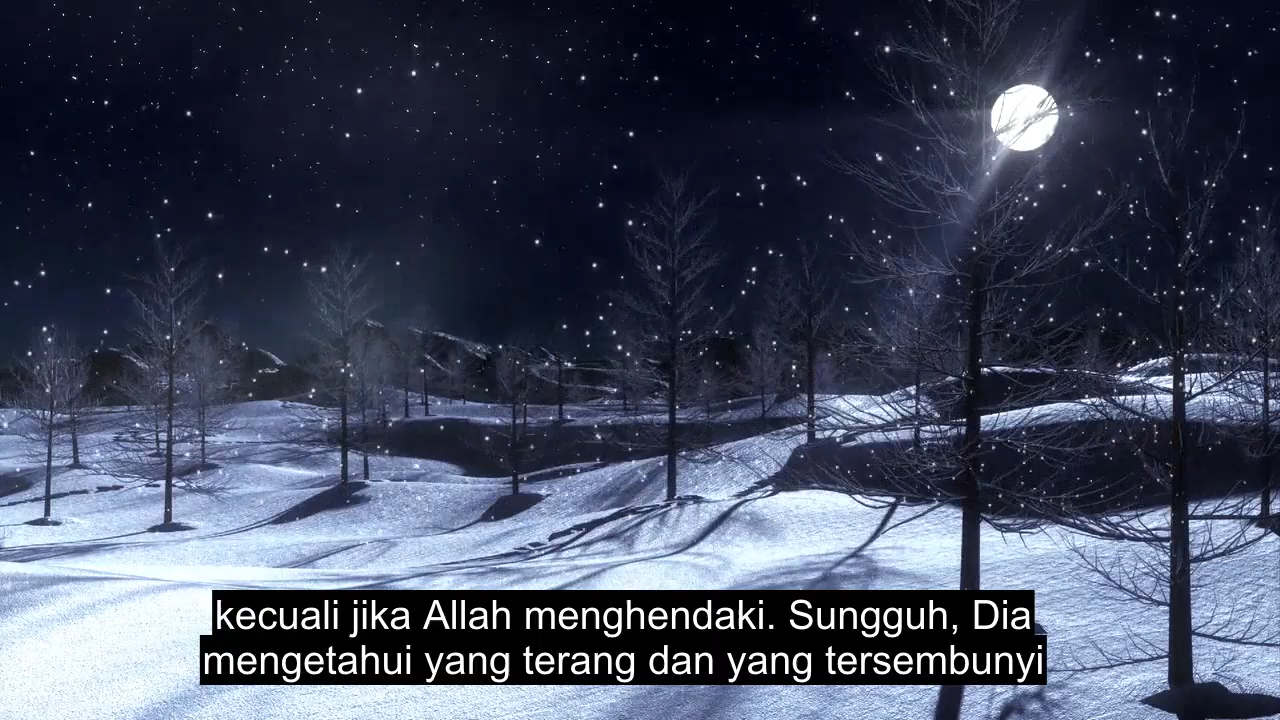 kecuali jika Allah menghendaki. Sungguh, Dia
mengetahui yang terang dan yang tersembunyi